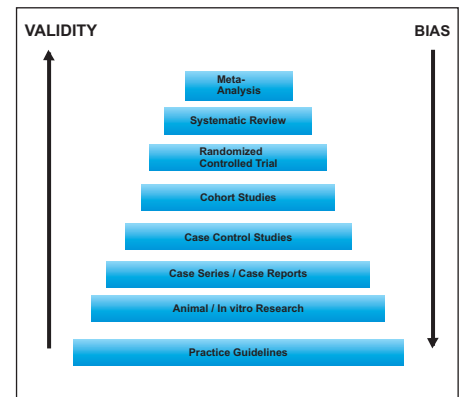 VALIDITY
BIAS
Meta-
Analysis
Systematic Review
Randomized
Controlled Trial
Cohort Studies
Case Control Studies
Case Series / Case Reports
Animal / In vitro Research
Practice Guidelines